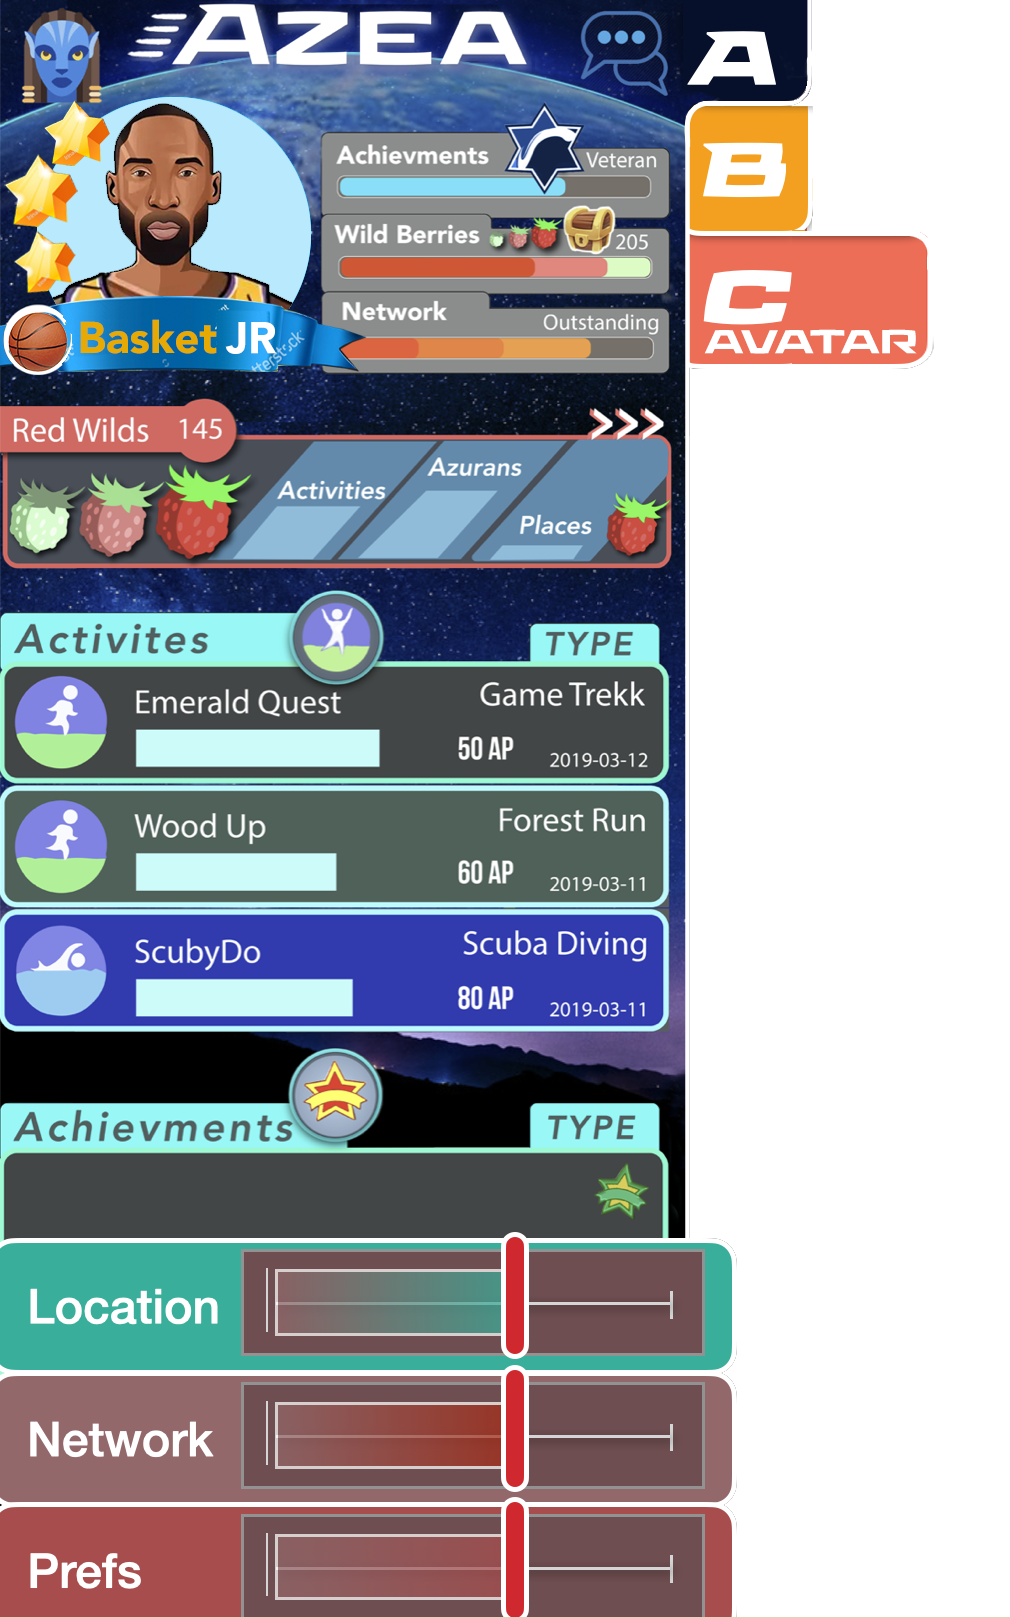 AZEA
A
B
C
AVATAR
Achievments
Veteran
Wild Berries
205
Network
Outstanding
Basket JR
Red Wilds 145
>>>
Activities
Azurans
Places
Activites
TYPE
Emerald Quest
Game Trekk
50 AP
2019-03-12
Wood Up
Forest Run
60 AP
2019-03-11
ScubyDo
Scuba Diving
80 AP
2019-03-11
Achievments
TYPE
Location
Network
Prefs